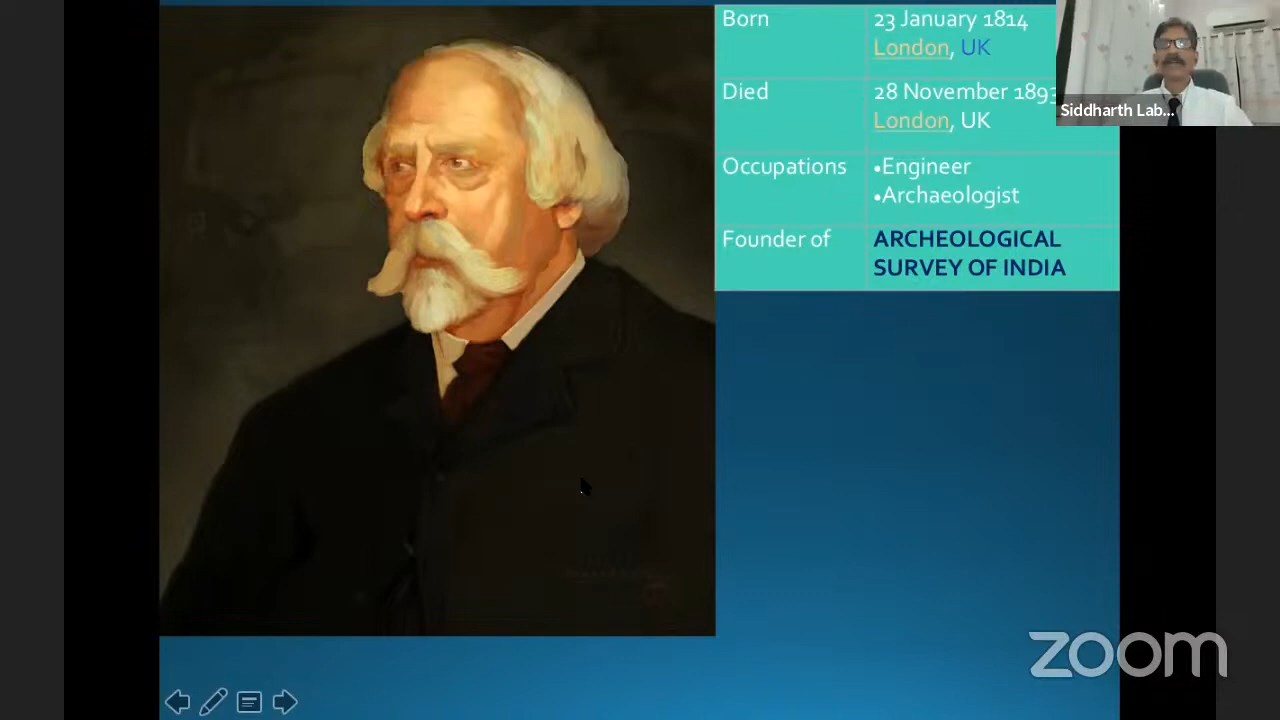 Born
23 January 1814
London, UK
Died
28 November 1893
London, UK
Occupations
•Engineer
•Archaeologist
Founder of
ARCHEOLOGICAL
SURVEY OF INDIA
Siddharth Lab...
zoom